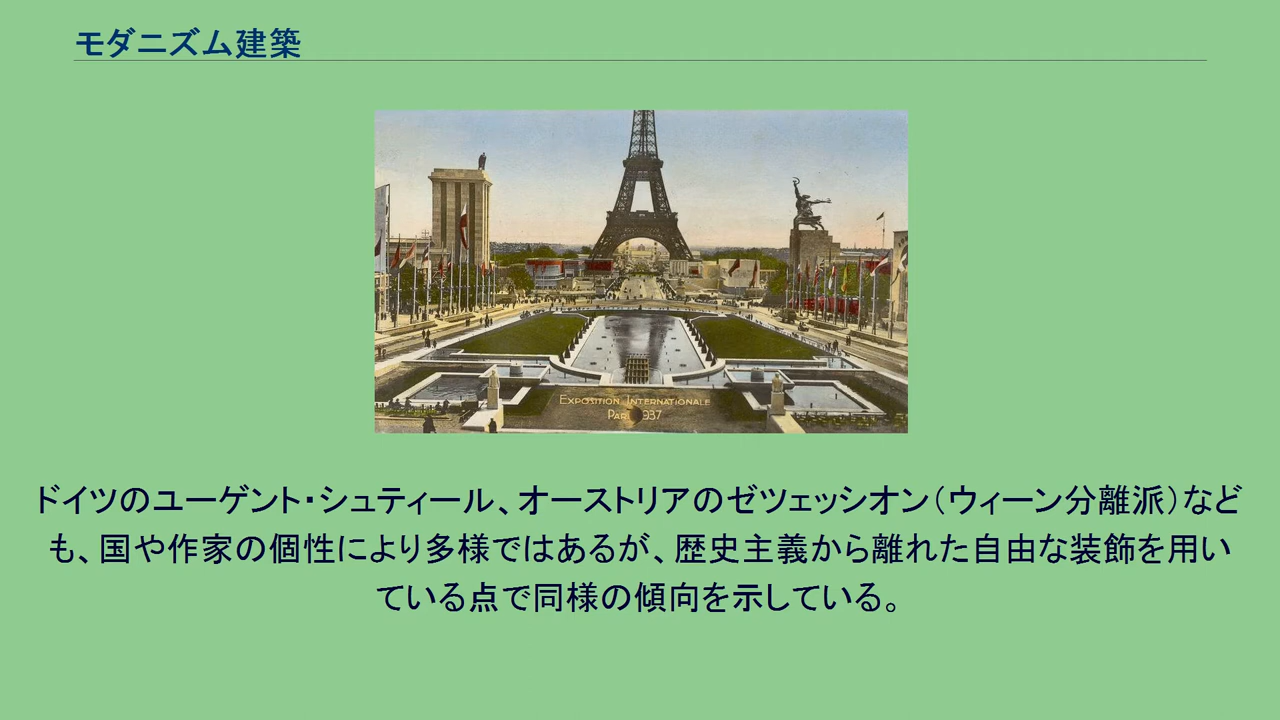 モダニズム建築
EXPOSITION INTERNATIONALE
PARIS 1937
ドイツのユーゲント・シュティール、オーストリアのゼツェッシオン（ウィーン分離派）など
も、国や作家の個性により多様ではあるが、歴史主義から離れた自由な装飾を用い
ている点で同様の傾向を示している。